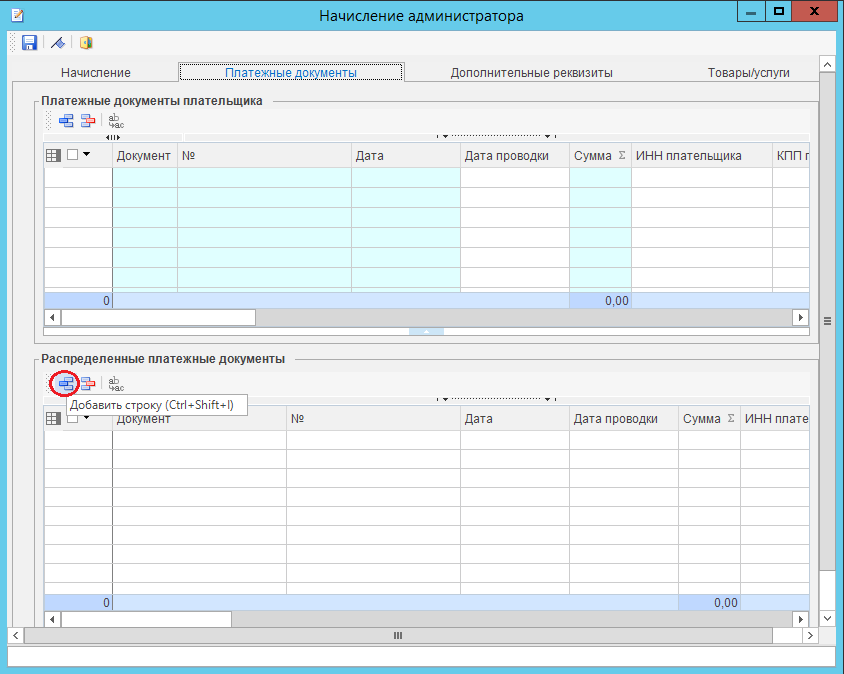 Начисление администратора
Начисление Платежные документы Дополнительные реквизиты Товары/услуги
Платежные документы плательщика
ab
ac
Документ № Дата Дата проводки Сумма Σ ИНН плательщика КПП п
0 0,00
Распределенные платежные документы
ab
ac
Добавить строку (Ctrl+Shift+I)
Документ № Дата Дата проводки Сумма Σ ИНН плате
0 0,00